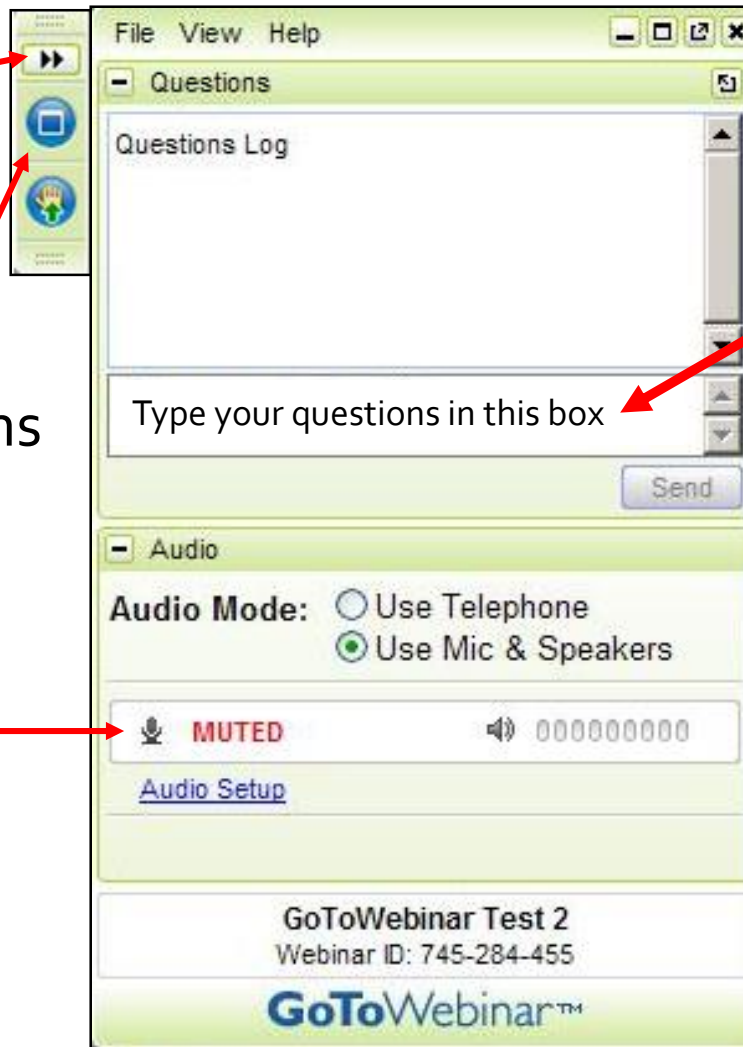 File View Help
Questions
Questions Log
Type your questions in this box
ns
Send
Audio
Audio Mode: Use Telephone
Use Mic & Speakers
MUTED 000000000
Audio Setup
GoToWebinar Test 2
Webinar ID: 745-284-455
GoToWebinar™